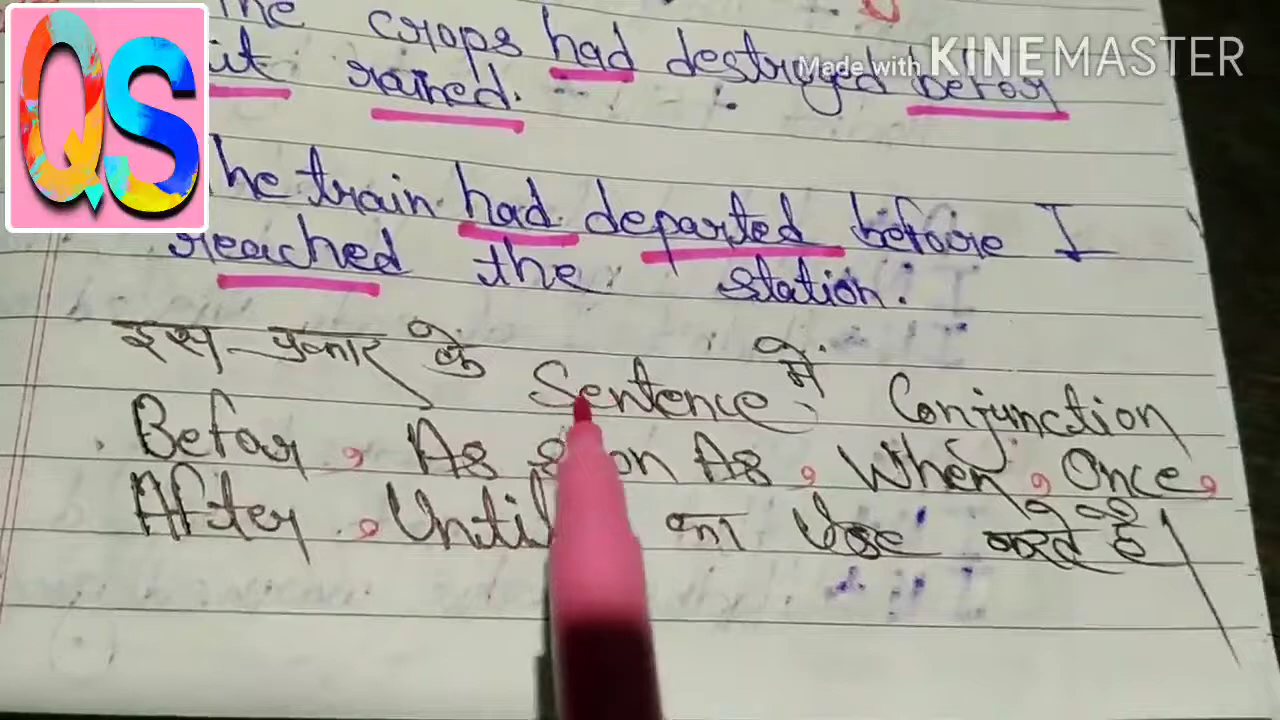 QS
Made with KINEMASTER
The crops had destroyed befor
it rained.
he train had departed before I
reached the station.
इस प्रकार के Sentence में Conjunction
Befor, As soon As, When, Once,
After, Until का Use करते है।